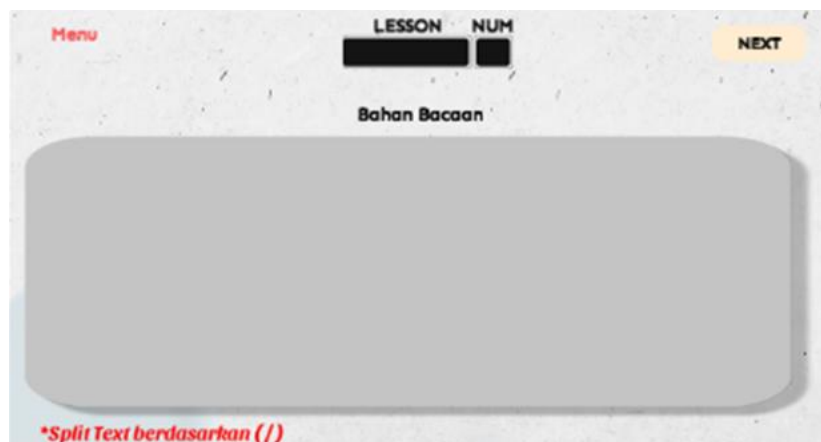 Menu
LESSON NUM
NEXT
Bahan Bacaan
*Split Text berdasarkan (/)